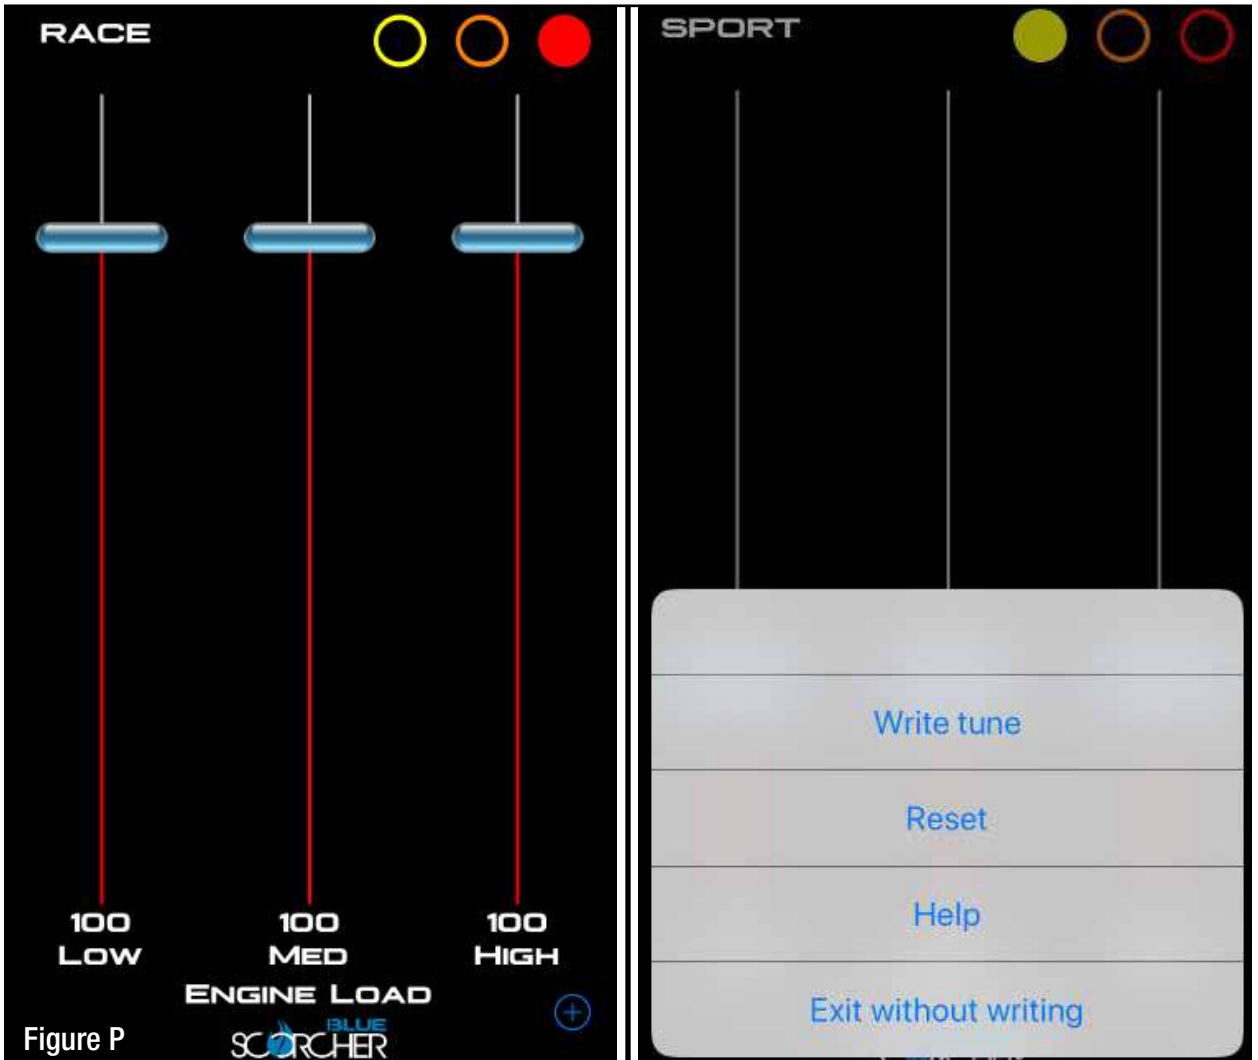 RACE
100 100 100
LOW MED HIGH
ENGINE LOAD
BLUE
SCORCHER
Figure P
SPORT
Write tune
Reset
Help
Exit without writing